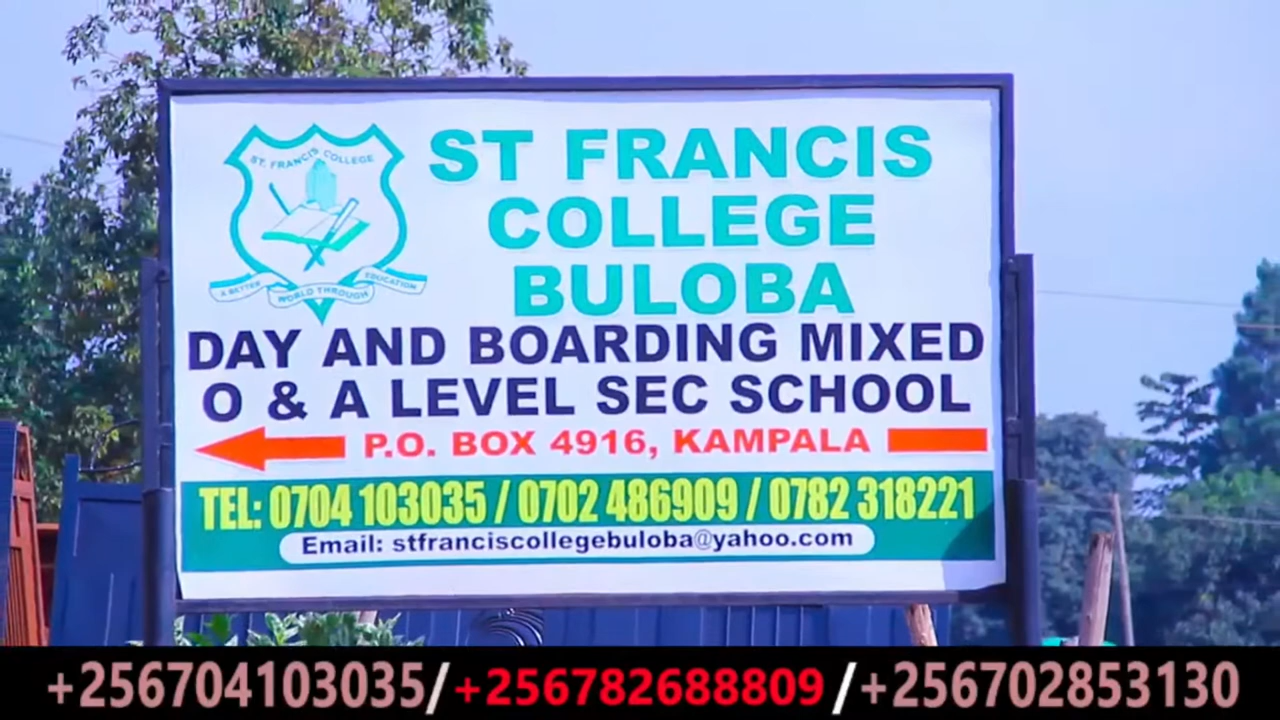 ST. FRANCIS COLLEGE
A BETTER WORLD THROUGH EDUCATION
ST FRANCIS
COLLEGE
BULOBA
DAY AND BOARDING MIXED
O & A LEVEL SEC SCHOOL
P.O. BOX 4916, KAMPALA
TEL: 0704 103035 / 0702 486909 / 0782 318221
Email: stfranciscollegebuloba@yahoo.com
+256704103035/+256782688809/+256702853130